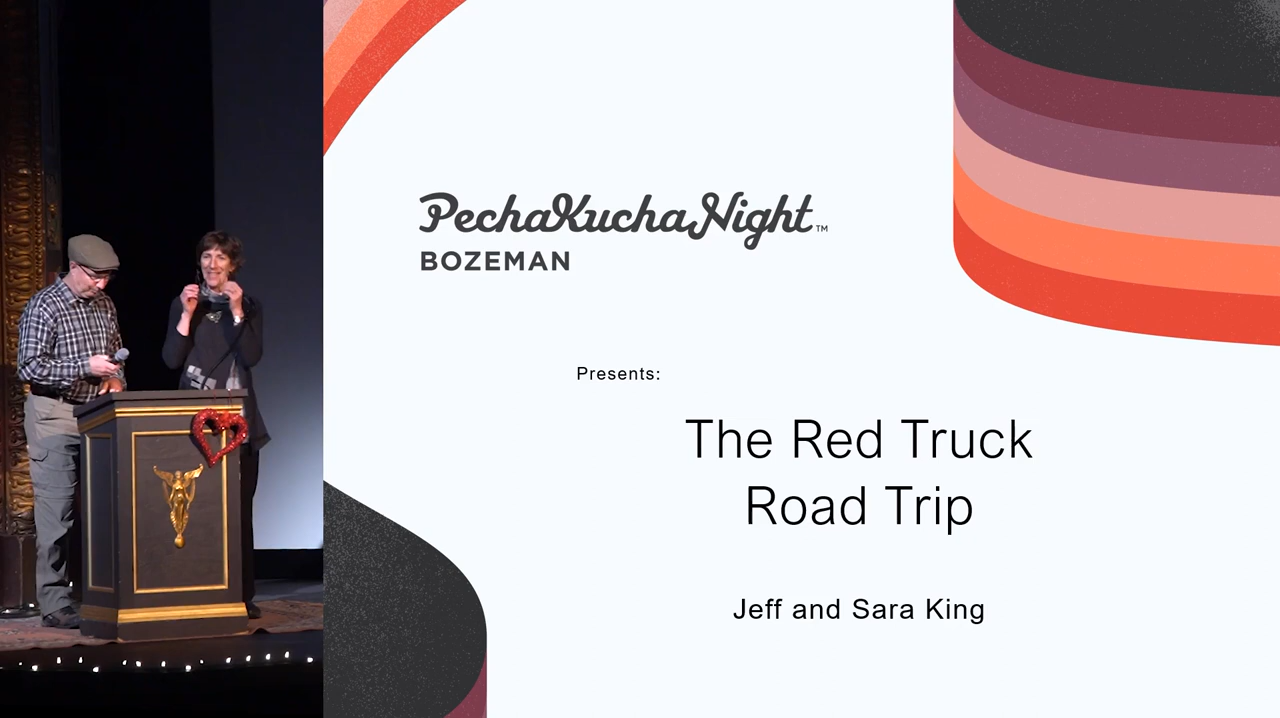 PechaKuchaNight™
BOZEMAN
Presents:
The Red Truck
Road Trip
Jeff and Sara King